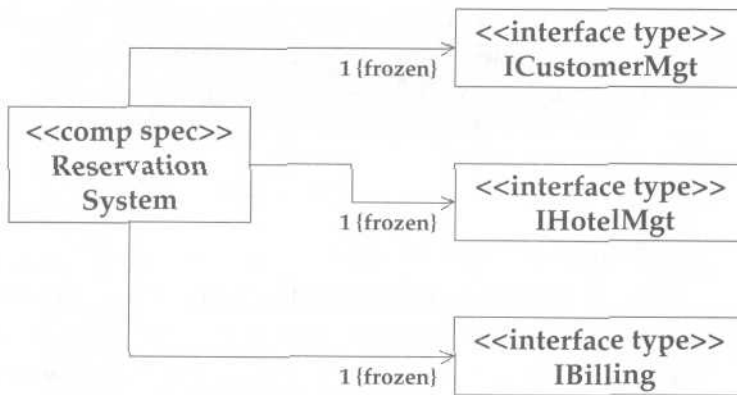 <<interface type>>
ICustomerMgt
1 {frozen}
<<comp spec>>
Reservation
System
<<interface type>>
IHotelMgt
1 {frozen}
<<interface type>>
IBilling
1 {frozen}